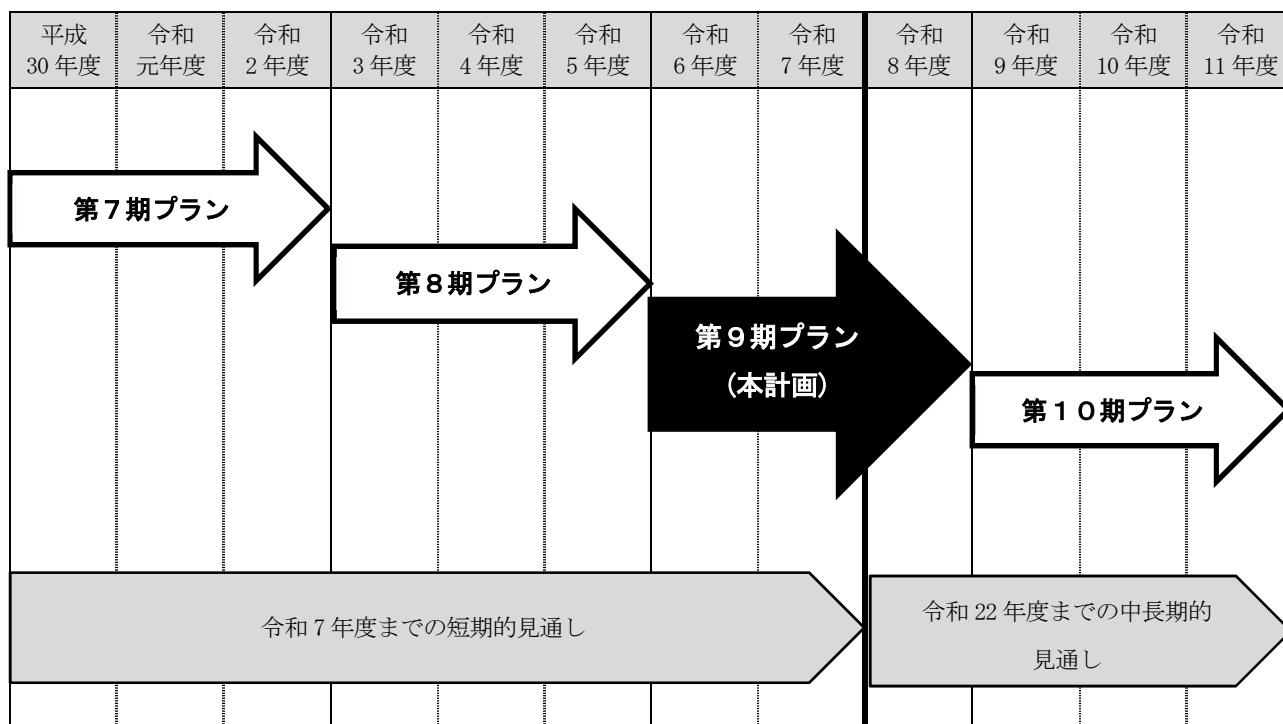 平成
30年度
令和
元年度
令和
2年度
令和
3年度
令和
4年度
令和
5年度
令和
6年度
令和
7年度
令和
8年度
令和
9年度
令和
10年度
令和
11年度
第７期プラン
第８期プラン
第９期プラン
(本計画)
第１０期プラン
令和7年度までの短期的見通し
令和22年度までの中長期的
見通し